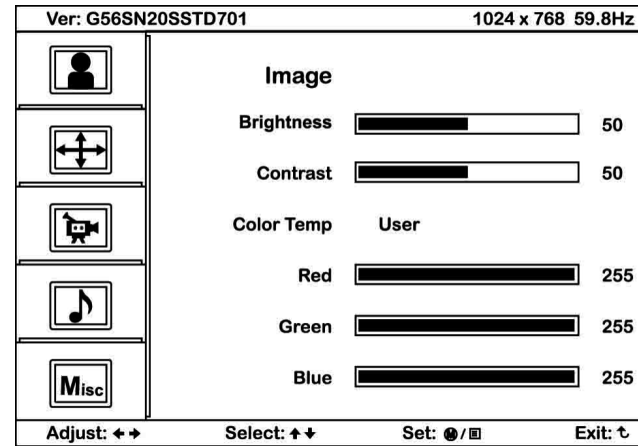 Ver: G56SN20SSTD701 1024 x 768 59.8Hz
Image
Brightness 50
Contrast 50
Color Temp User
Red 255
Green 255
Blue 255
Misc
Adjust: ←→ Select: ↑↓ Set: Ⓜ/▣ Exit: ↰